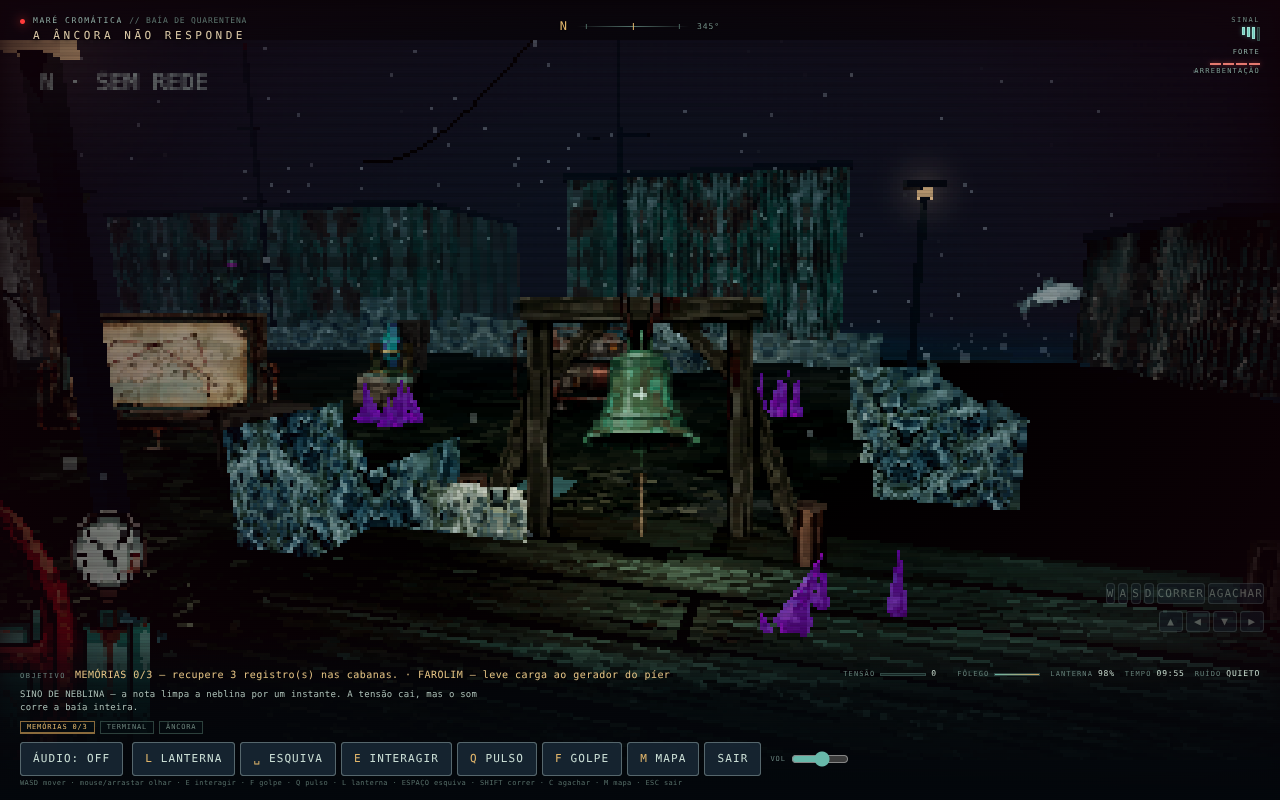 MARÉ CROMÁTICA // BAÍA DE QUARENTENA
A ÂNCORA NÃO RESPONDE
N 345°
SINAL
FORTE
ARREBENTAÇÃO
N · SEM REDE
W A S D CORRER AGACHAR
▲ ◀ ▼ ▶
OBJETIVO MEMÓRIAS 0/3 — recupere 3 registro(s) nas cabanas. · FAROLIM — leve carga ao gerador do píer
TENSÃO 0 FÔLEGO LANTERNA 98% TEMPO 09:55 RUÍDO QUIETO
SINO DE NEBLINA — a nota limpa a neblina por um instante. A tensão cai, mas o som
corre a baía inteira.
MEMÓRIAS 0/3 TERMINAL ÂNCORA
ÁUDIO: OFF L LANTERNA ␣ ESQUIVA E INTERAGIR Q PULSO F GOLPE M MAPA SAIR VOL
WASD mover · mouse/arrastar olhar · E interagir · F golpe · Q pulso · L lanterna · ESPAÇO esquiva · SHIFT correr · C agachar · M mapa · ESC sair